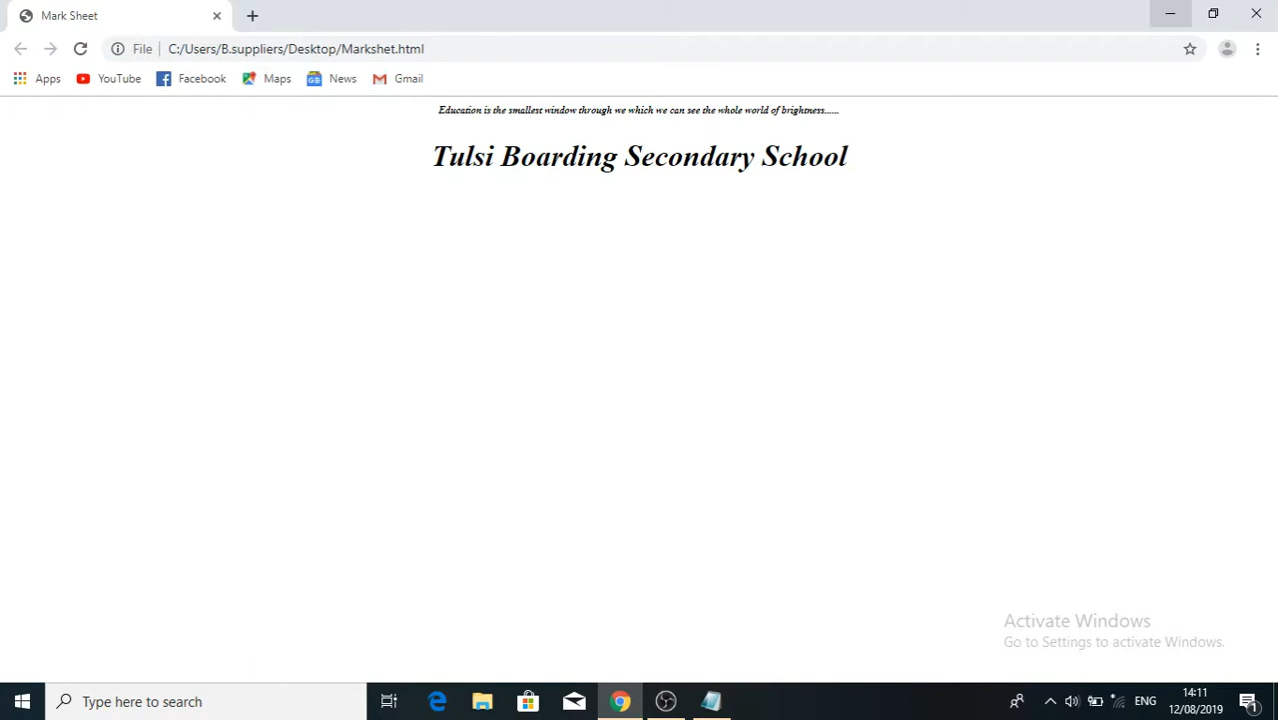 Mark Sheet
File
C:/Users/B.suppliers/Desktop/Markshet.html
Apps
YouTube
Facebook
Maps
News
Gmail
Education is the smallest window through we which we can see the whole world of brightness......
Tulsi Boarding Secondary School
Activate Windows
Go to Settings to activate Windows.
Type here to search
ENG
14:11
12/08/2019
1